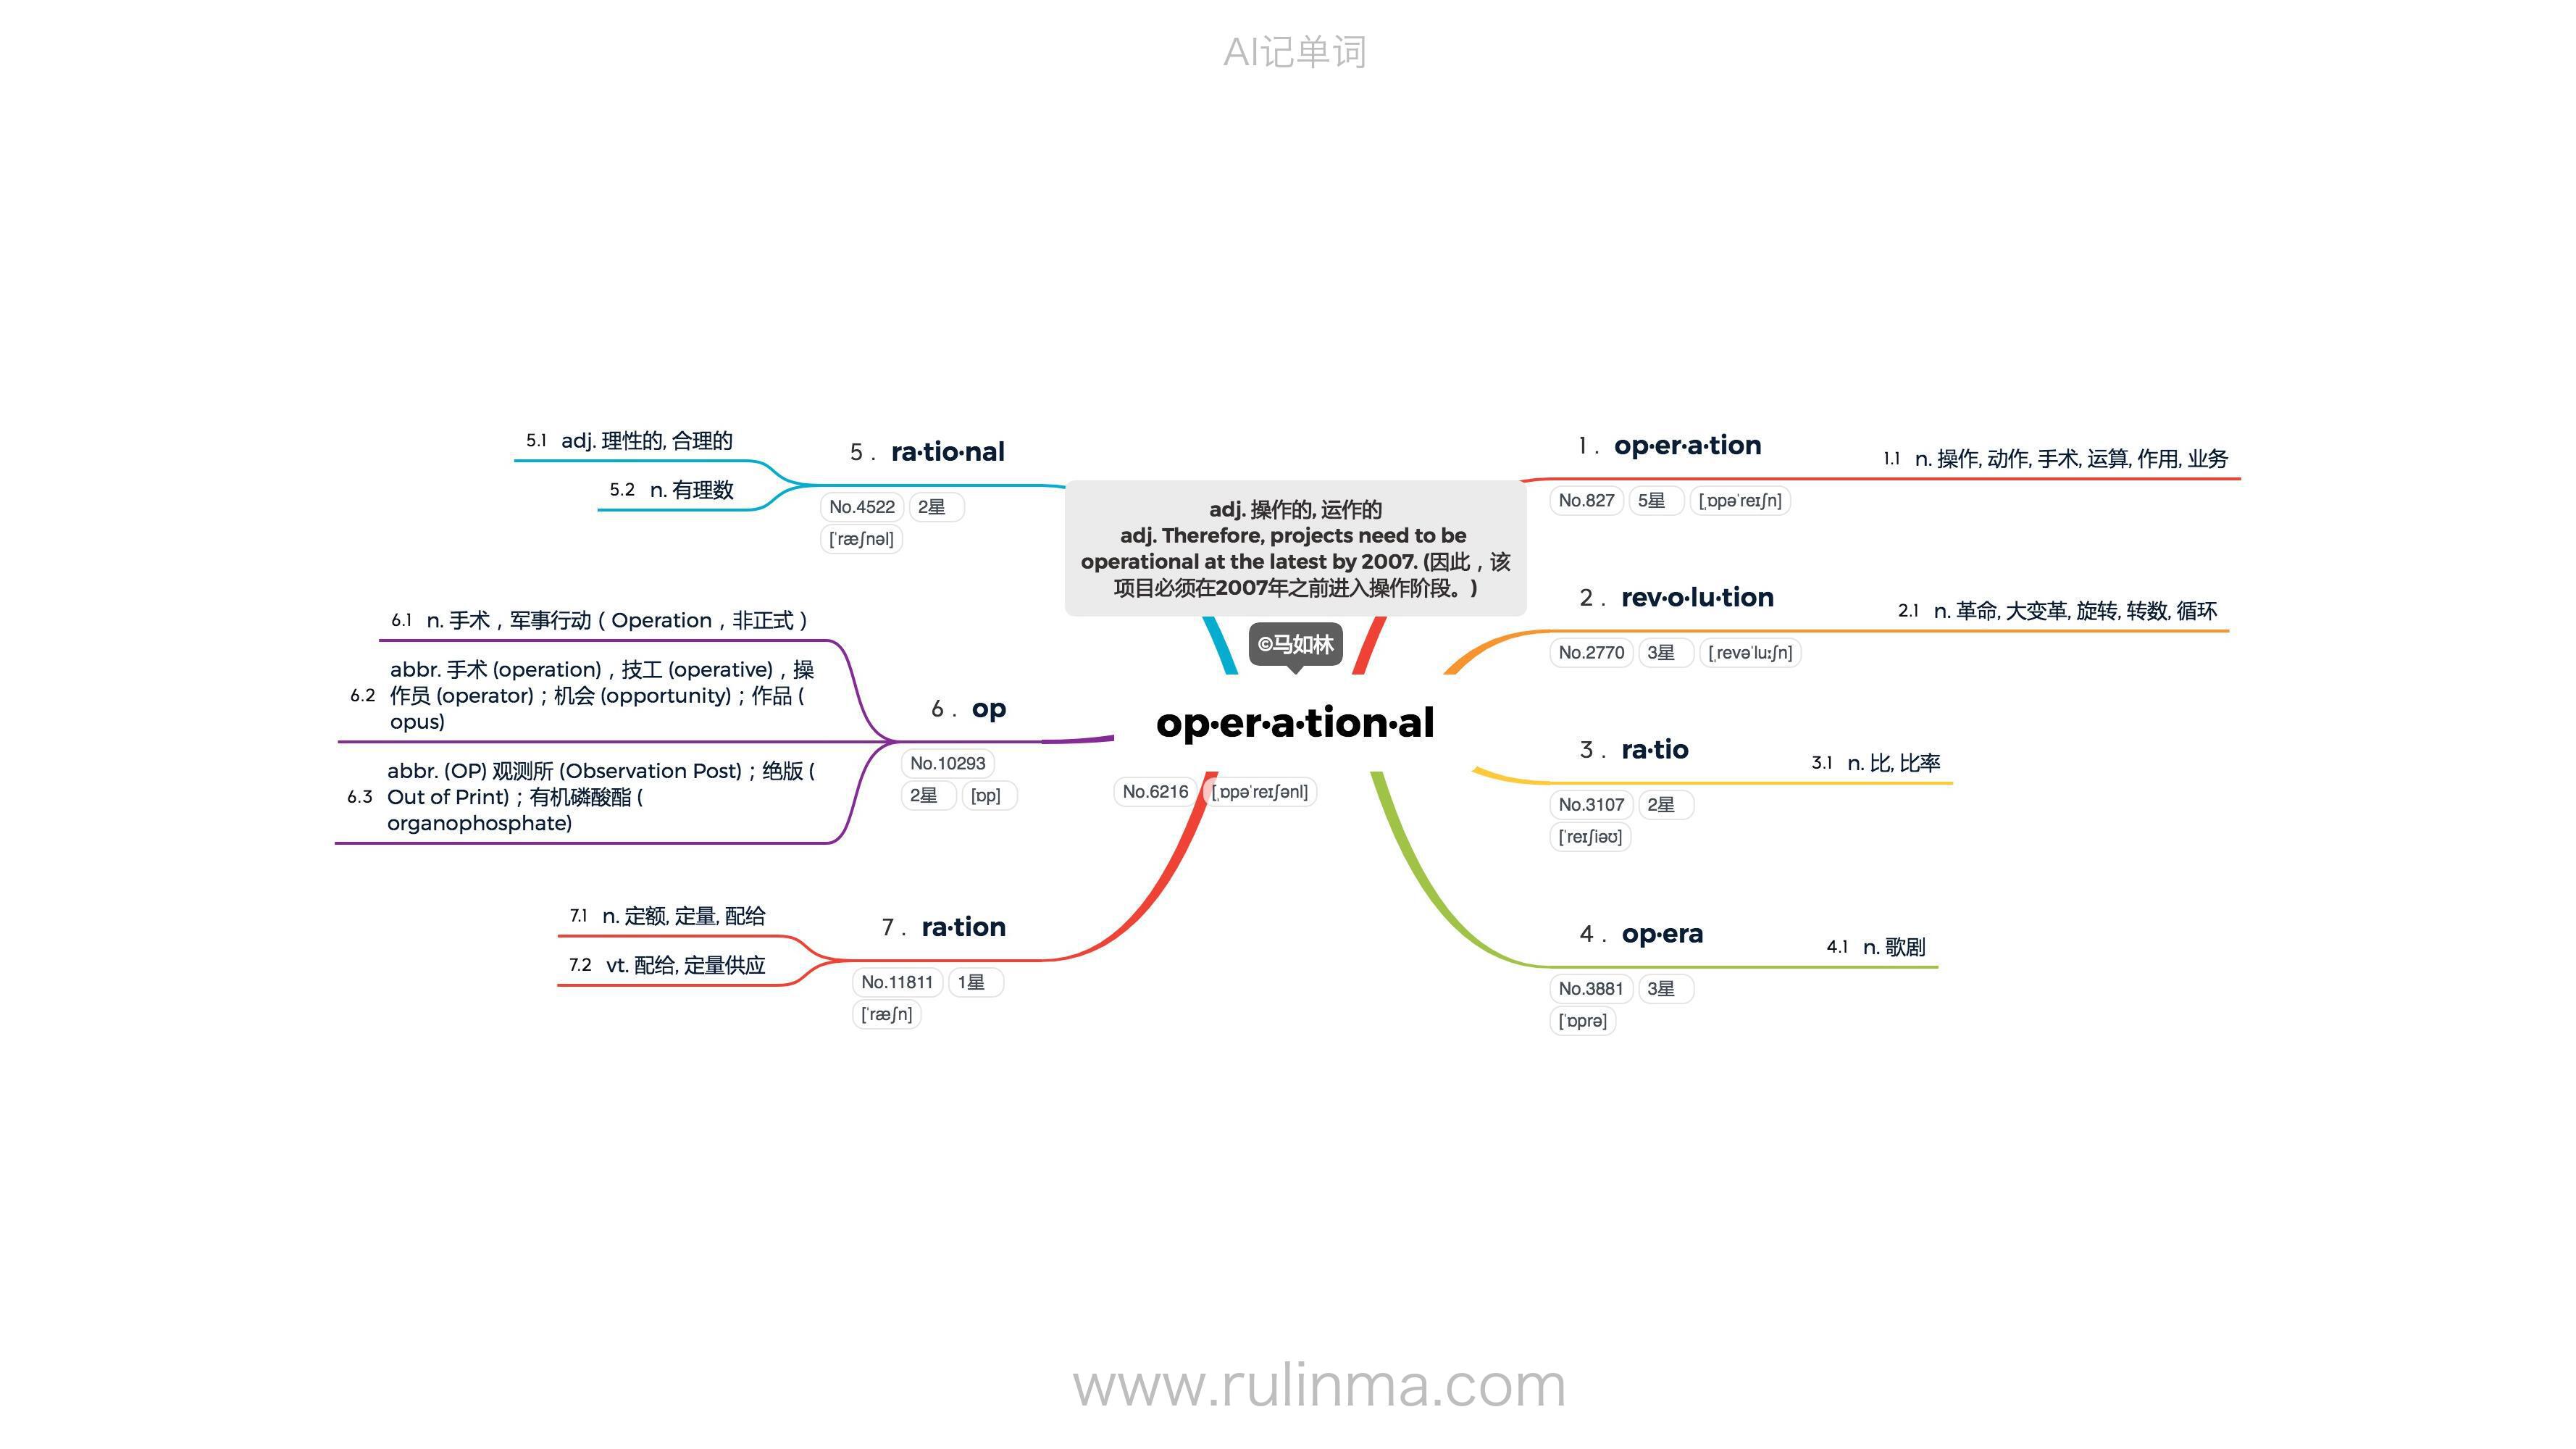 AI记单词
adj. 操作的, 运作的
adj. Therefore, projects need to be
operational at the latest by 2007. (因此，该
项目必须在2007年之前进入操作阶段。)
©马如林
op·er·a·tion·al
No.6216 [ˌɒpəˈreɪʃənl]
1. op·er·a·tion
No.827 5星 [ˌɒpəˈreɪʃn]
1.1 n. 操作, 动作, 手术, 运算, 作用, 业务
2. rev·o·lu·tion
No.2770 3星 [ˌrevəˈluːʃn]
2.1 n. 革命, 大变革, 旋转, 转数, 循环
3. ra·tio
No.3107 2星
[ˈreɪʃiəʊ]
3.1 n. 比, 比率
4. op·era
No.3881 3星
[ˈɒprə]
4.1 n. 歌剧
5. ra·tio·nal
No.4522 2星
[ˈræʃnəl]
5.1 adj. 理性的, 合理的
5.2 n. 有理数
6. op
No.10293
2星 [ɒp]
6.1 n. 手术，军事行动（Operation，非正式）
6.2 abbr. 手术 (operation)，技工 (operative)，操
作员 (operator)；机会 (opportunity)；作品 (
opus)
6.3 abbr. (OP) 观测所 (Observation Post)；绝版 (
Out of Print)；有机磷酸酯 (
organophosphate)
7. ra·tion
No.11811 1星
[ˈræʃn]
7.1 n. 定额, 定量, 配给
7.2 vt. 配给, 定量供应
www.rulinma.com